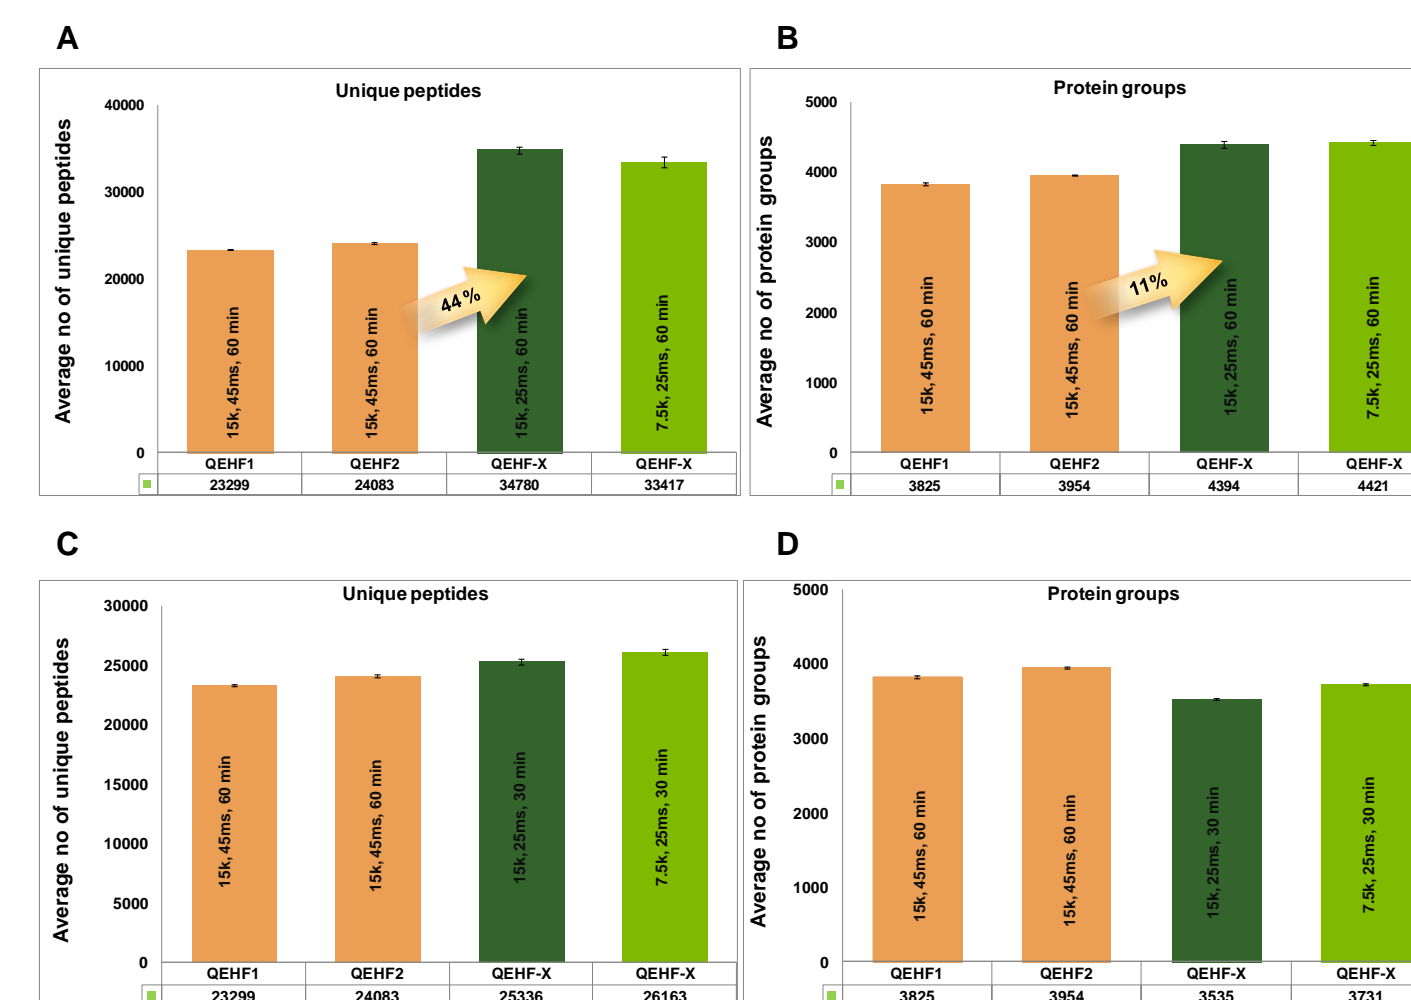 A
Unique peptides
Average no of unique peptides
40000
30000
20000
10000
0
15k, 45ms, 60 min
15k, 45ms, 60 min
15k, 25ms, 60 min
7.5k, 25ms, 60 min
44 %
QEHF1 QEHF2 QEHF-X QEHF-X
23299 24083 34780 33417
B
Protein groups
Average no of protein groups
5000
4000
3000
2000
1000
0
15k, 45ms, 60 min
15k, 45ms, 60 min
15k, 25ms, 60 min
7.5k, 25ms, 60 min
11%
QEHF1 QEHF2 QEHF-X QEHF-X
3825 3954 4394 4421
C
Unique peptides
Average no of unique peptides
30000
25000
20000
15000
10000
5000
0
15k, 45ms, 60 min
15k, 45ms, 60 min
15k, 25ms, 30 min
7.5k, 25ms, 30 min
QEHF1 QEHF2 QEHF-X QEHF-X
23299 24083 25336 26163
D
Protein groups
Average no of protein groups
5000
4000
3000
2000
1000
0
15k, 45ms, 60 min
15k, 45ms, 60 min
15k, 25ms, 30 min
7.5k, 25ms, 30 min
QEHF1 QEHF2 QEHF-X QEHF-X
3825 3954 3535 3731